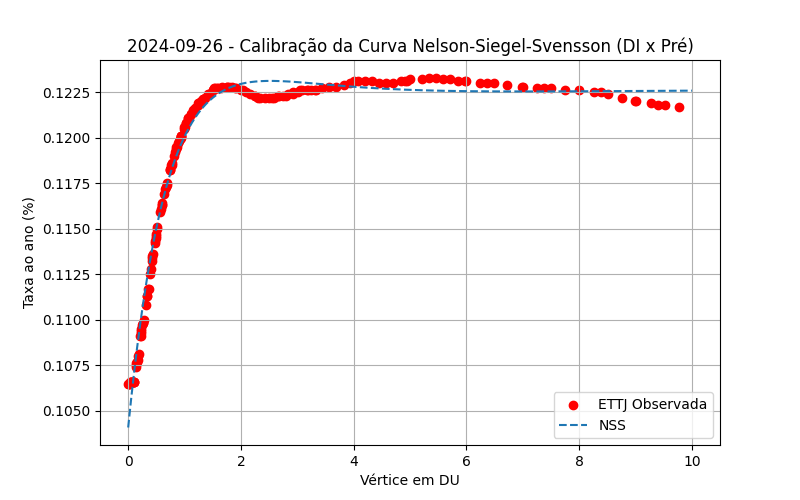 2024-09-26 - Calibração da Curva Nelson-Siegel-Svensson (DI x Pré)
Taxa ao ano (%)
0.1225
0.1200
0.1175
0.1150
0.1125
0.1100
0.1075
0.1050
ETTJ Observada
NSS
0 2 4 6 8 10
Vértice em DU